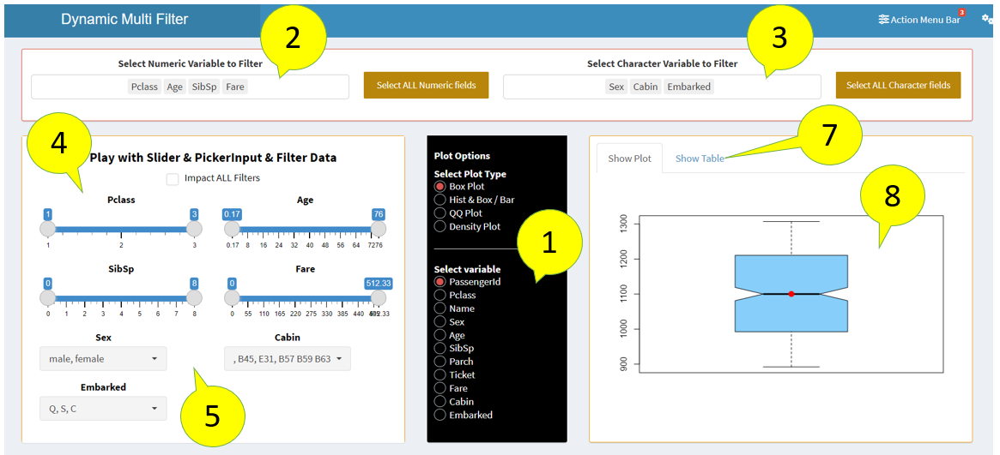 Dynamic Multi Filter
Action Menu Bar 3
2
3
Select Numeric Variable to Filter
Pclass Age SibSp Fare
Select ALL Numeric fields
Select Character Variable to Filter
Sex Cabin Embarked
Select ALL Character fields
4
Play with Slider & PickerInput & Filter Data
Impact ALL Filters
Pclass
1 3
1 2 3
Age
0.17 76
0.17 8 16 24 32 40 48 56 64 7276
SibSp
0 8
0 1 2 3 4 5 6 7 8
Fare
0 512.33
0 55 110 165 220 275 330 385 440 512.33
Sex
male, female
Cabin
, B45, E31, B57 B59 B63
Embarked
Q, S, C
5
Plot Options
Select Plot Type
Box Plot
Hist & Box / Bar
QQ Plot
Density Plot
1
Select variable
PassengerId
Pclass
Name
Sex
Age
SibSp
Parch
Ticket
Fare
Cabin
Embarked
7
Show Plot Show Table
8
1300
1200
1100
1000
900